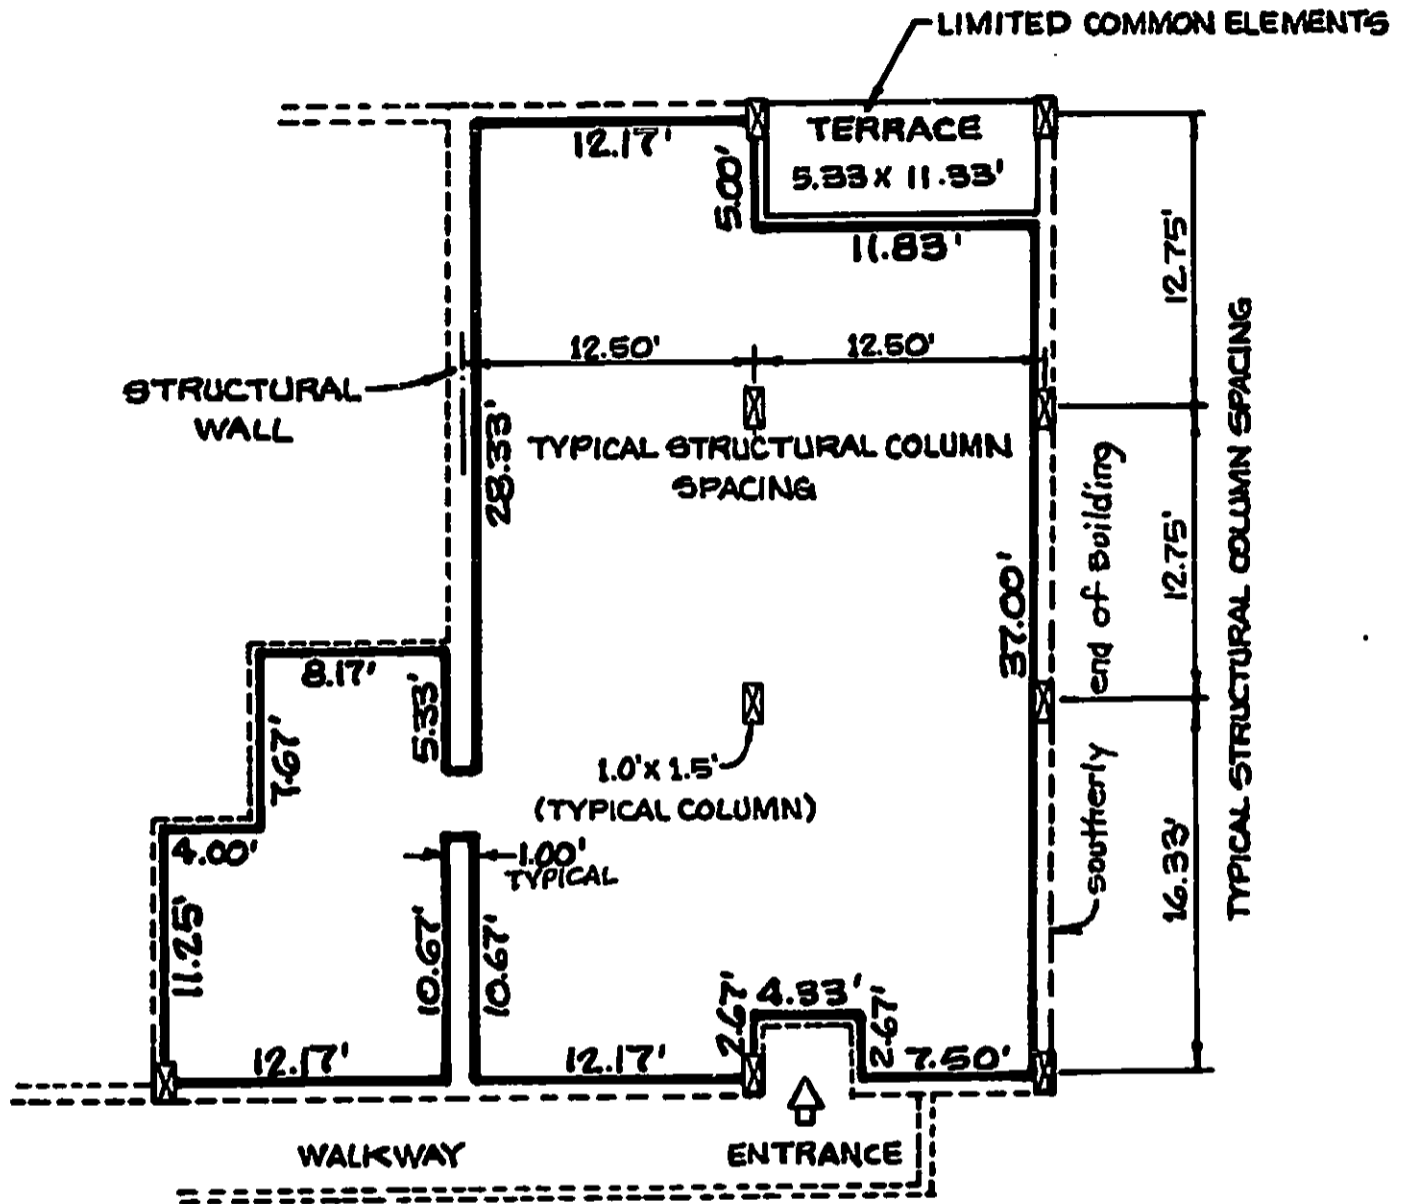 LIMITED COMMON ELEMENTS
TERRACE
5.33 X 11.33'
12.17'
5.00'
11.83'
12.75'
12.50'
12.50'
STRUCTURAL
WALL
28.33'
TYPICAL STRUCTURAL COLUMN
SPACING
TYPICAL STRUCTURAL COLUMN SPACING
southerly end of Building
12.75'
37.00'
8.17'
5.33'
7.67'
1.0' X 1.5'
(TYPICAL COLUMN)
4.00'
1.00'
TYPICAL
16.33'
11.25'
10.67'
10.67'
2.67'
4.33'
2.67'
12.17'
12.17'
7.50'
WALKWAY
ENTRANCE